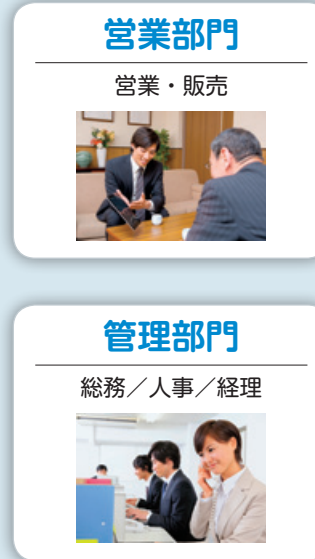 営業部門
営業・販売
管理部門
総務／人事／経理